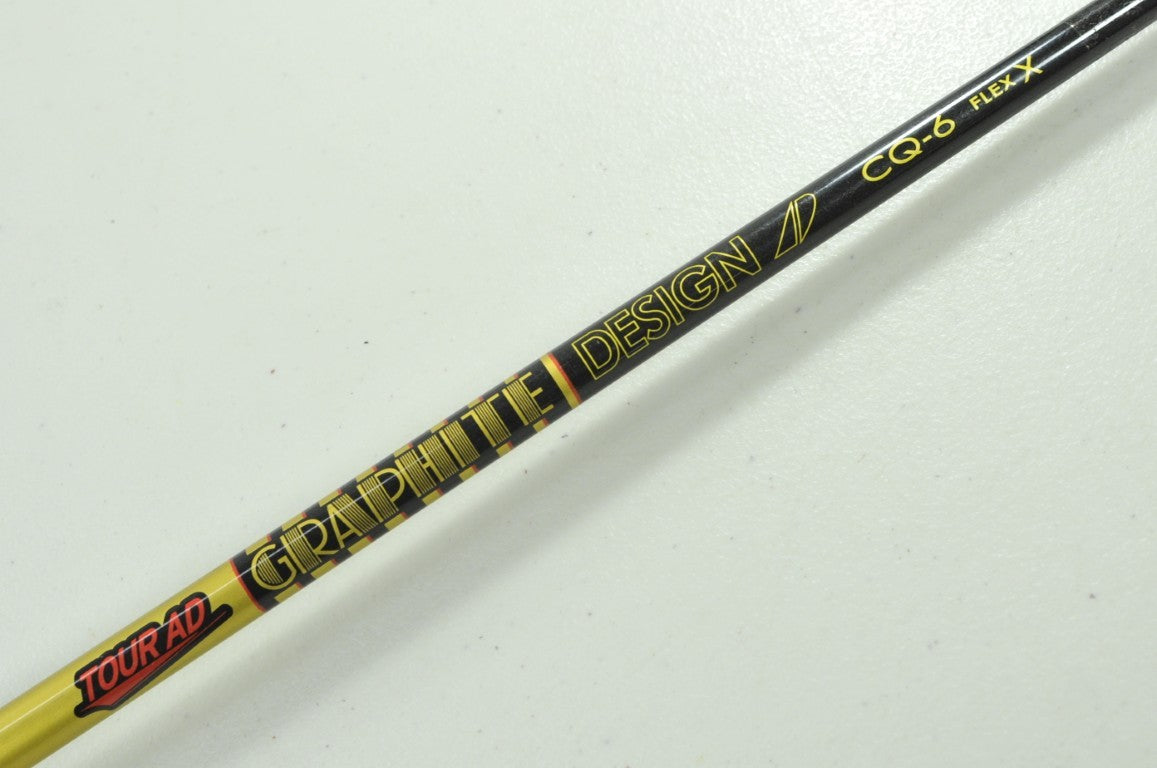 TOUR AD
GRAPHITE DESIGN
CQ-6 FLEX X